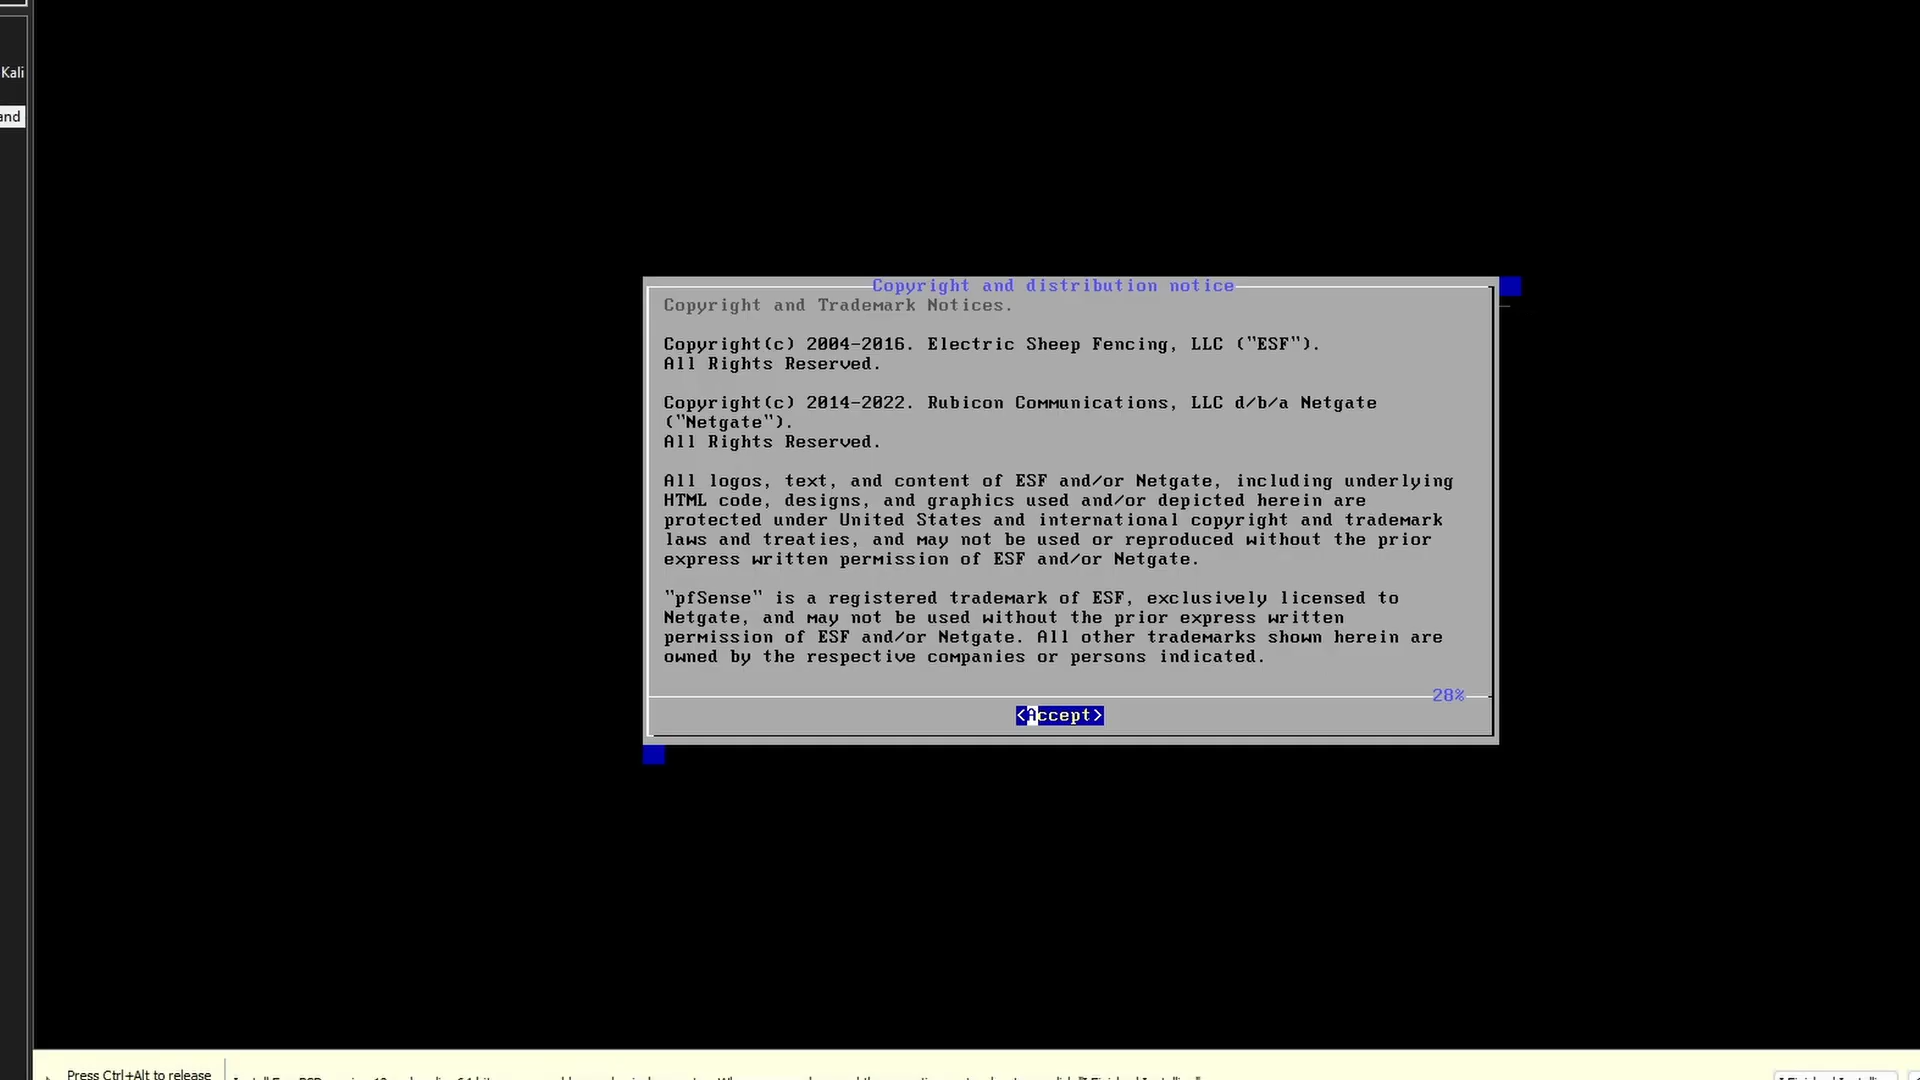 Kali
and
Copyright and distribution notice
Copyright and Trademark Notices.
Copyright(c) 2004-2016. Electric Sheep Fencing, LLC ("ESF").
All Rights Reserved.
Copyright(c) 2014-2022. Rubicon Communications, LLC d/b/a Netgate
("Netgate").
All Rights Reserved.
All logos, text, and content of ESF and/or Netgate, including underlying
HTML code, designs, and graphics used and/or depicted herein are
protected under United States and international copyright and trademark
laws and treaties, and may not be used or reproduced without the prior
express written permission of ESF and/or Netgate.
"pfSense" is a registered trademark of ESF, exclusively licensed to
Netgate, and may not be used without the prior express written
permission of ESF and/or Netgate. All other trademarks shown herein are
owned by the respective companies or persons indicated.
28%
<Accept>
Press Ctrl+Alt to release